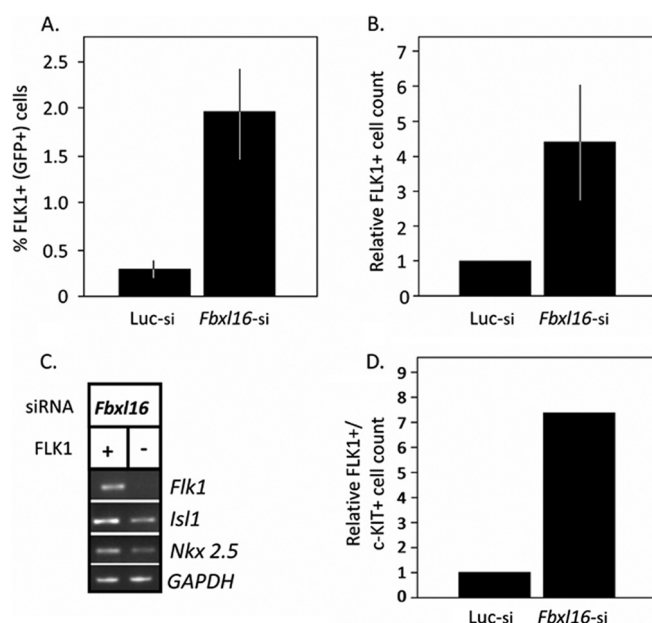 A.
% FLK1+ (GFP+) cells
2.5
2.0
1.5
1.0
0.5
0
Luc-si Fbxl16-si
B.
Relative FLK1+ cell count
7
6
5
4
3
2
1
0
Luc-si Fbxl16-si
C.
siRNA Fbxl16
FLK1 + -
Flk1
Isl1
Nkx 2.5
GAPDH
D.
Relative FLK1+/
c-KIT+ cell count
9
8
7
6
5
4
3
2
1
0
Luc-si Fbxl16-si